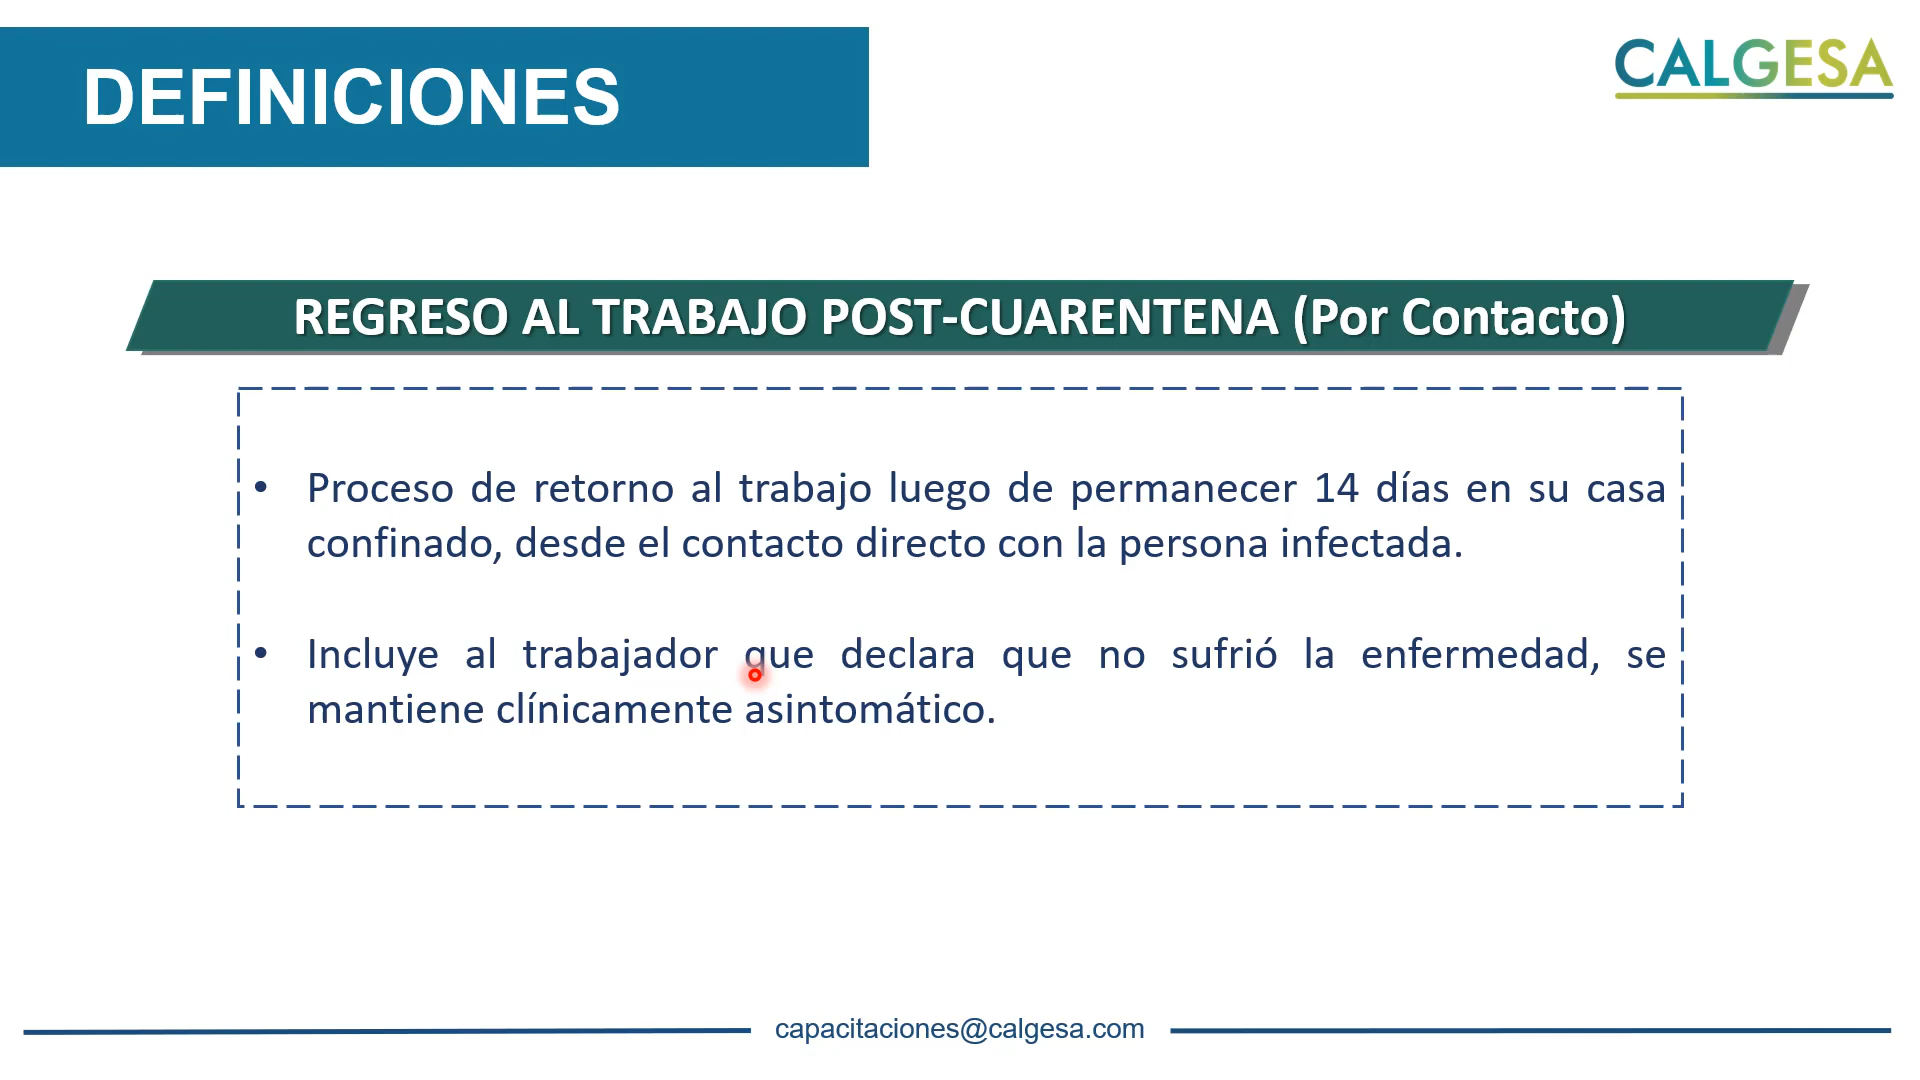 DEFINICIONES
CALGESA
REGRESO AL TRABAJO POST-CUARENTENA (Por Contacto)
• Proceso de retorno al trabajo luego de permanecer 14 días en su casa
confinado, desde el contacto directo con la persona infectada.
• Incluye al trabajador que declara que no sufrió la enfermedad, se
mantiene clínicamente asintomático.
capacitaciones@calgesa.com